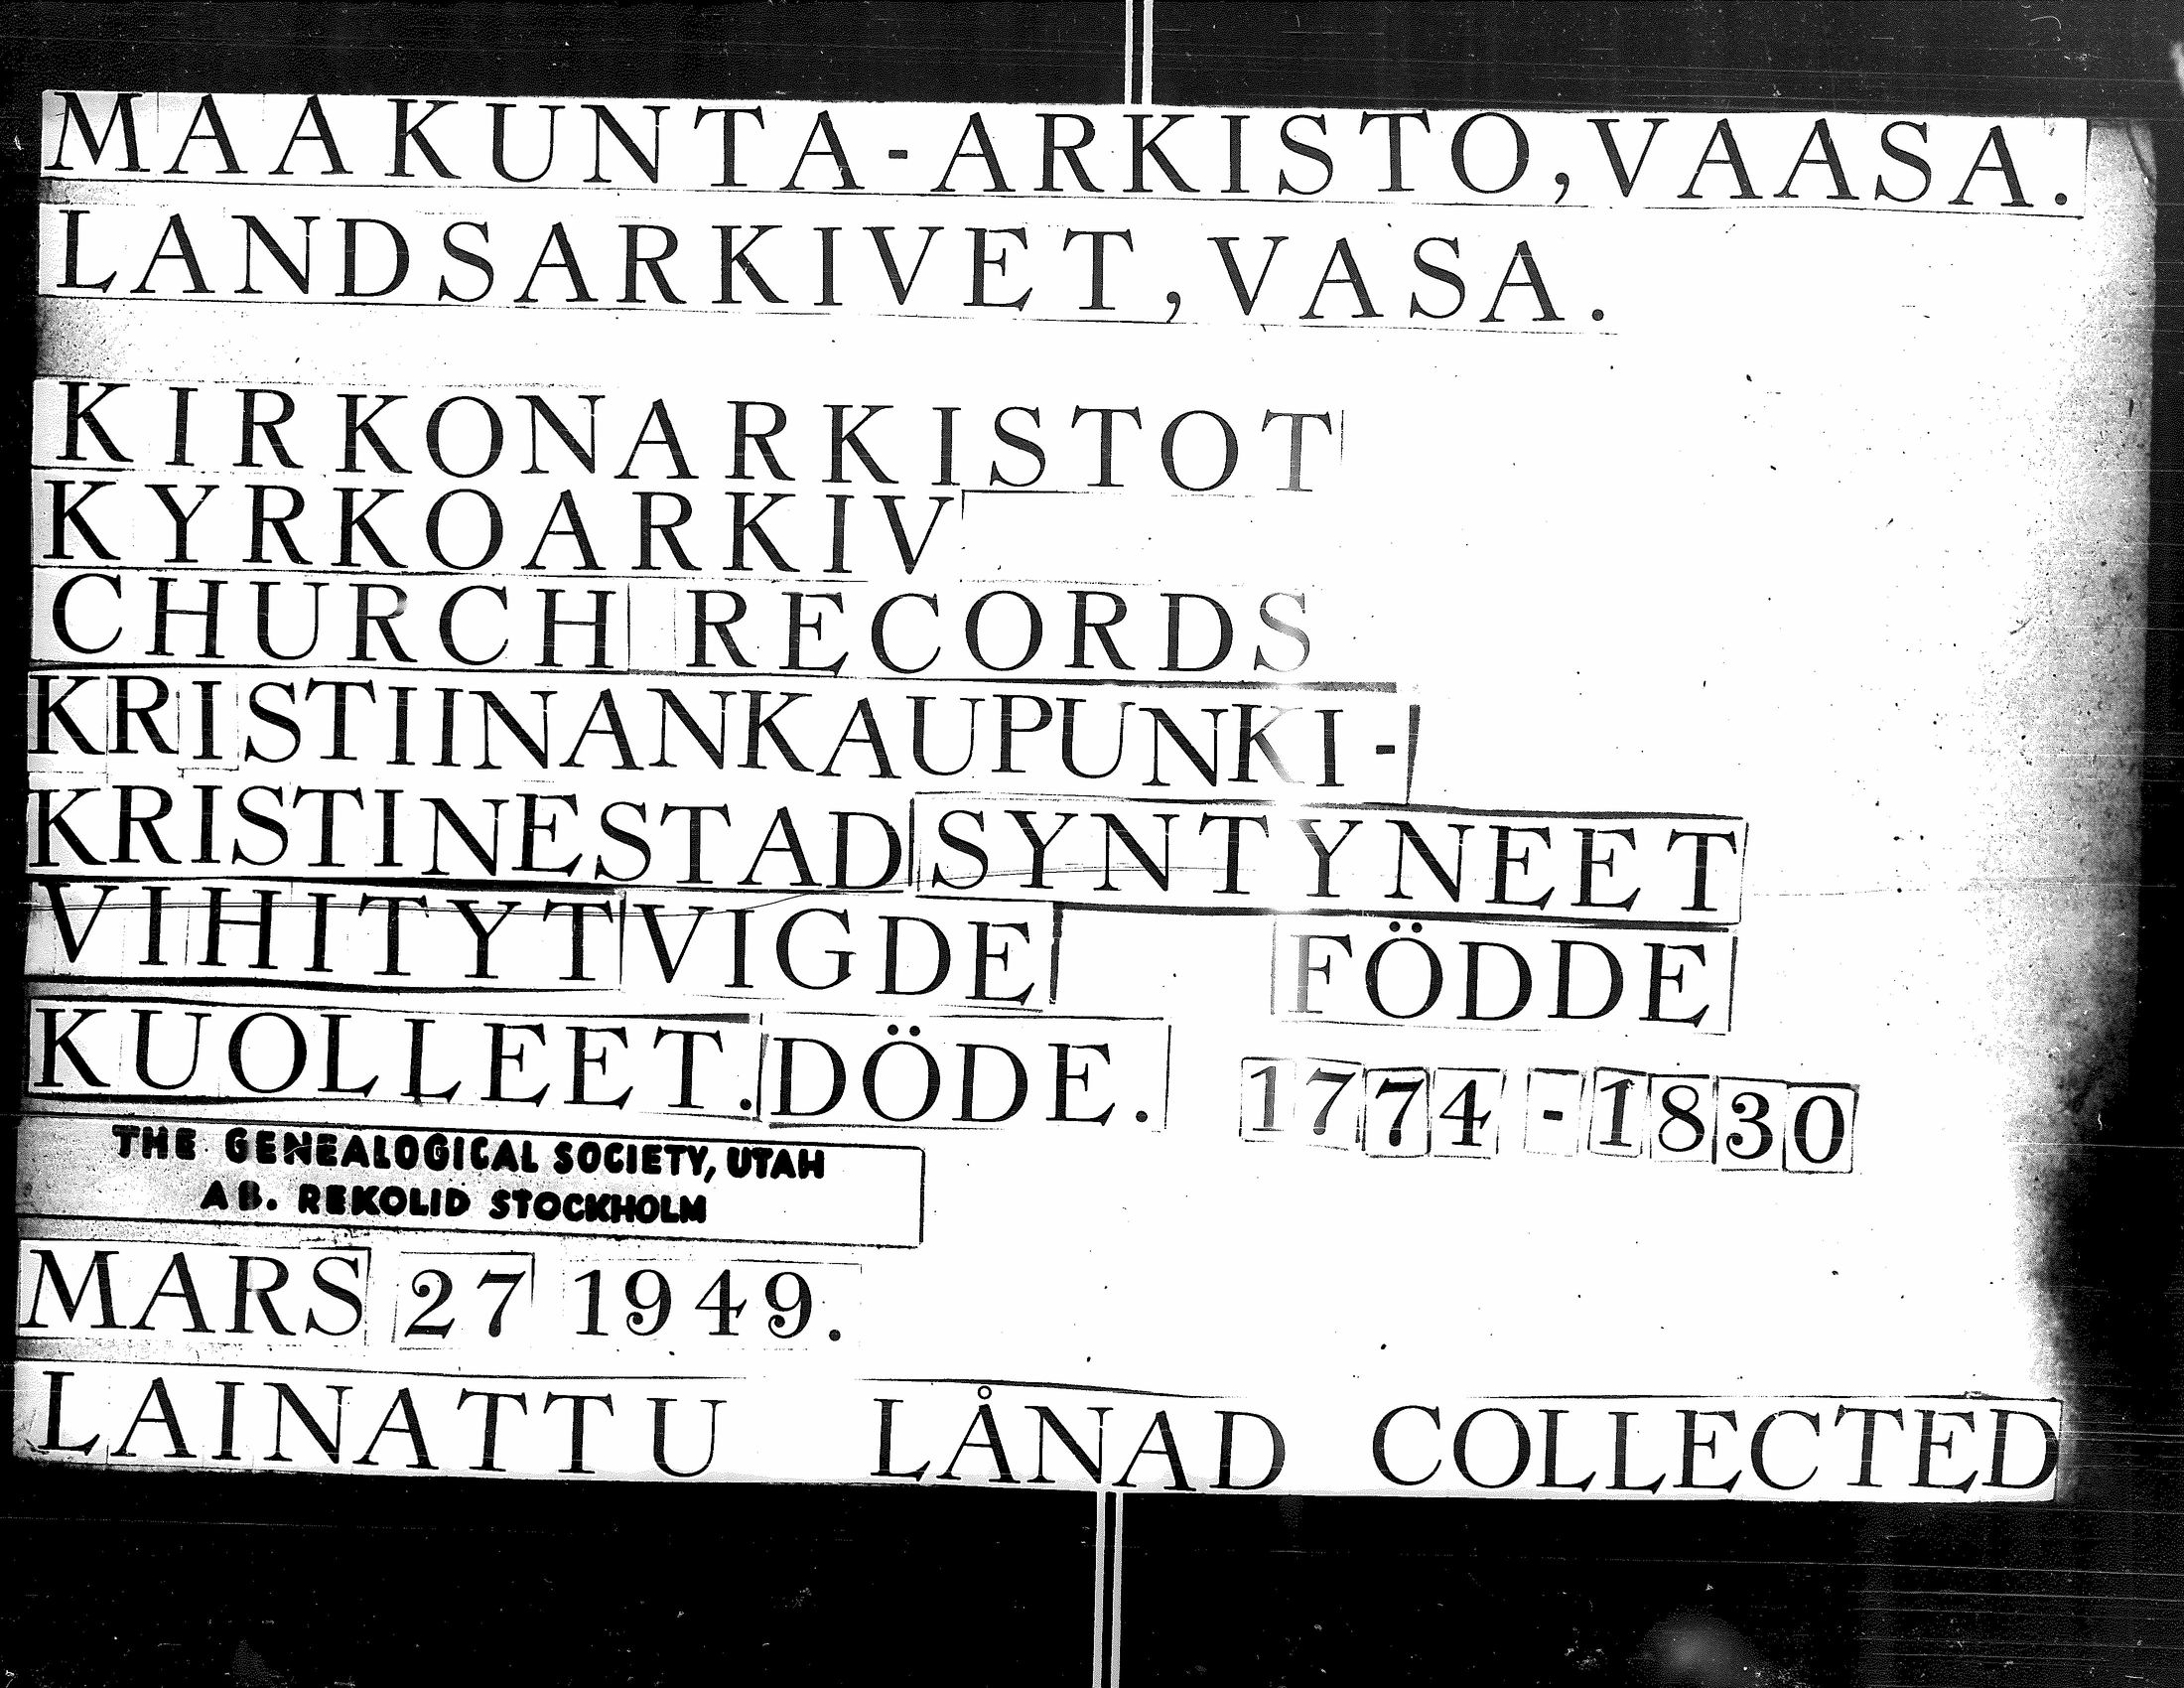 MAAKUNTA-ARKISTO, VAASA.
LANDSARKIVET, VASA.
KIRKONARKISTOT
KYRKOARKIV
CHURCH RECORDS
KRISTIINANKAUPUNKI-
KRISTINESTAD SYNTYNEET
VIHITYT VIGDE FÖDDE
KUOLLEET. DÖDE. 1774-1830
THE GENEALOGICAL SOCIETY, UTAH
AB. REKOLID STOCKHOLM
MARS 27 1949.
LAINATTU LÅNAD COLLECTED